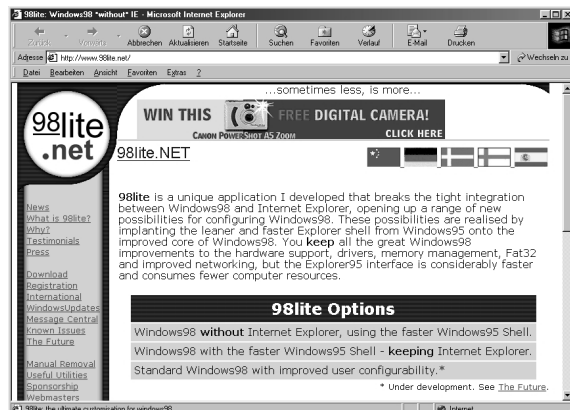 98lite: Windows98 *without* IE - Microsoft Internet Explorer
Zurück Vorwärts Abbrechen Aktualisieren Startseite Suchen Favoriten Verlauf E-Mail Drucken
Adresse http://www.98lite.net/ Wechseln zu
Datei Bearbeiten Ansicht Favoriten Extras ?
...sometimes less, is more...
WIN THIS FREE DIGITAL CAMERA!
CANON POWERSHOT A5 ZOOM CLICK HERE
98lite
.net
98lite.NET
98lite is a unique application I developed that breaks the tight integration
between Windows98 and Internet Explorer, opening up a range of new
possibilities for configuring Windows98. These possibilities are realised by
implanting the leaner and faster Explorer shell from Windows95 onto the
improved core of Windows98. You keep all the great Windows98
improvements to the hardware support, drivers, memory management, Fat32
and improved networking, but the Explorer95 interface is considerably faster
and consumes fewer computer resources.
News
What is 98lite?
Why?
Testimonials
Press
Download
Registration
International
WindowsUpdates
Message Central
Known Issues
The Future
Manual Removal
Useful Utilities
Sponsorship
Webmasters
98lite Options
Windows98 without Internet Explorer, using the faster Windows95 Shell.
Windows98 with the faster Windows95 Shell - keeping Internet Explorer.
Standard Windows98 with improved user configurability.*
* Under development. See The Future.
98lite: the ultimate customisation for windows98 Internet